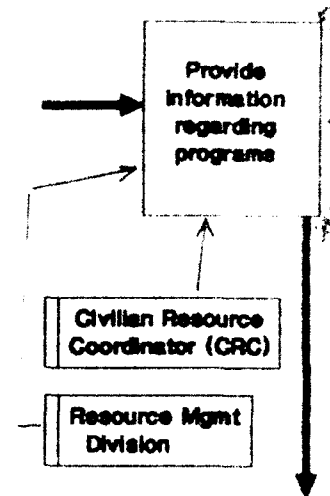 Provide
information
regarding
programs
Civilian Resource
Coordinator (CRC)
Resource Mgmt
Division